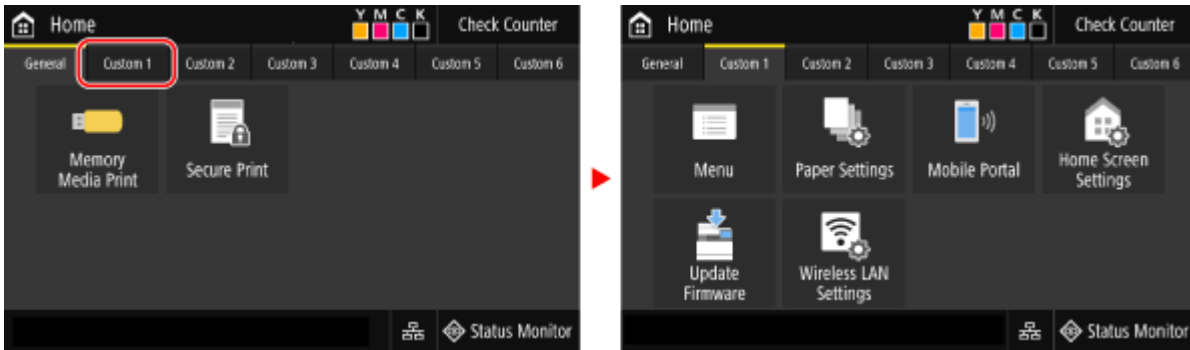 Home
Y M C K
Check Counter
General Custom 1 Custom 2 Custom 3 Custom 4 Custom 5 Custom 6
Memory
Media Print
Secure Print
Status Monitor
Home
Y M C K
Check Counter
General Custom 1 Custom 2 Custom 3 Custom 4 Custom 5 Custom 6
Menu
Paper Settings
Mobile Portal
Home Screen
Settings
Update
Firmware
Wireless LAN
Settings
Status Monitor